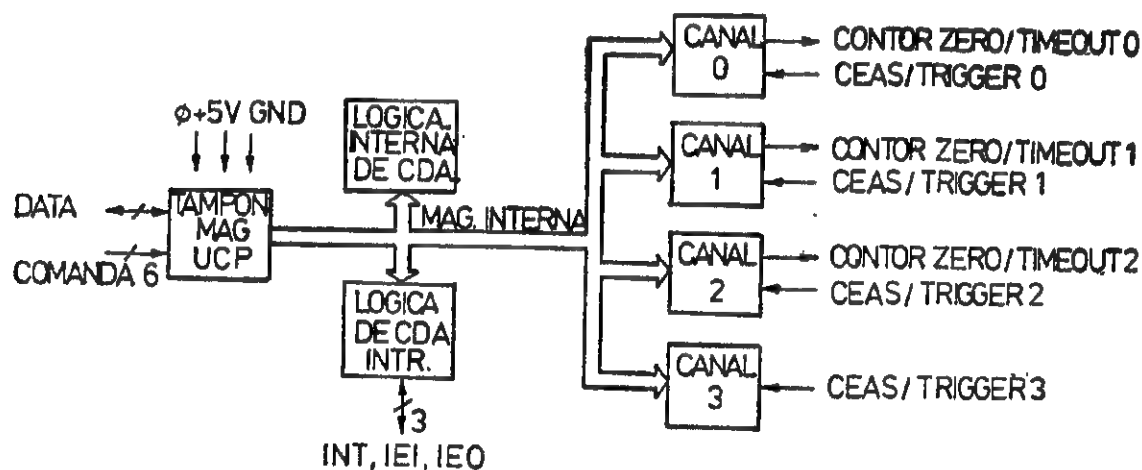 φ+5V GND
DATA
COMANDĂ 6
TAMPON
MAG
UCP
LOGICA.
INTERNA
DE CDA.
MAG. INTERNA
LOGICA
DE CDA
INTR.
3
INT, IEI, IEO
CANAL
0
CONTOR ZERO/TIMEOUT 0
CEAS/TRIGGER 0
CANAL
1
CONTOR ZERO/TIMEOUT 1
CEAS/TRIGGER 1
CANAL
2
CONTOR ZERO/TIMEOUT 2
CEAS/TRIGGER 2
CANAL
3
CEAS/TRIGGER 3